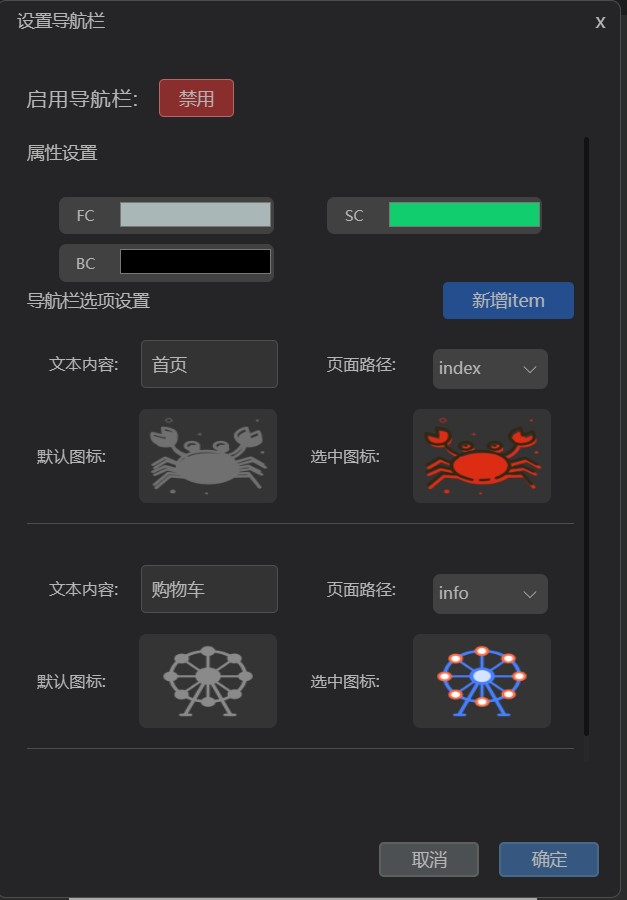 设置导航栏 x
启用导航栏: 禁用
属性设置
FC SC
BC
导航栏选项设置 新增item
文本内容: 首页 页面路径: index
默认图标: 选中图标:
文本内容: 购物车 页面路径: info
默认图标: 选中图标:
取消 确定